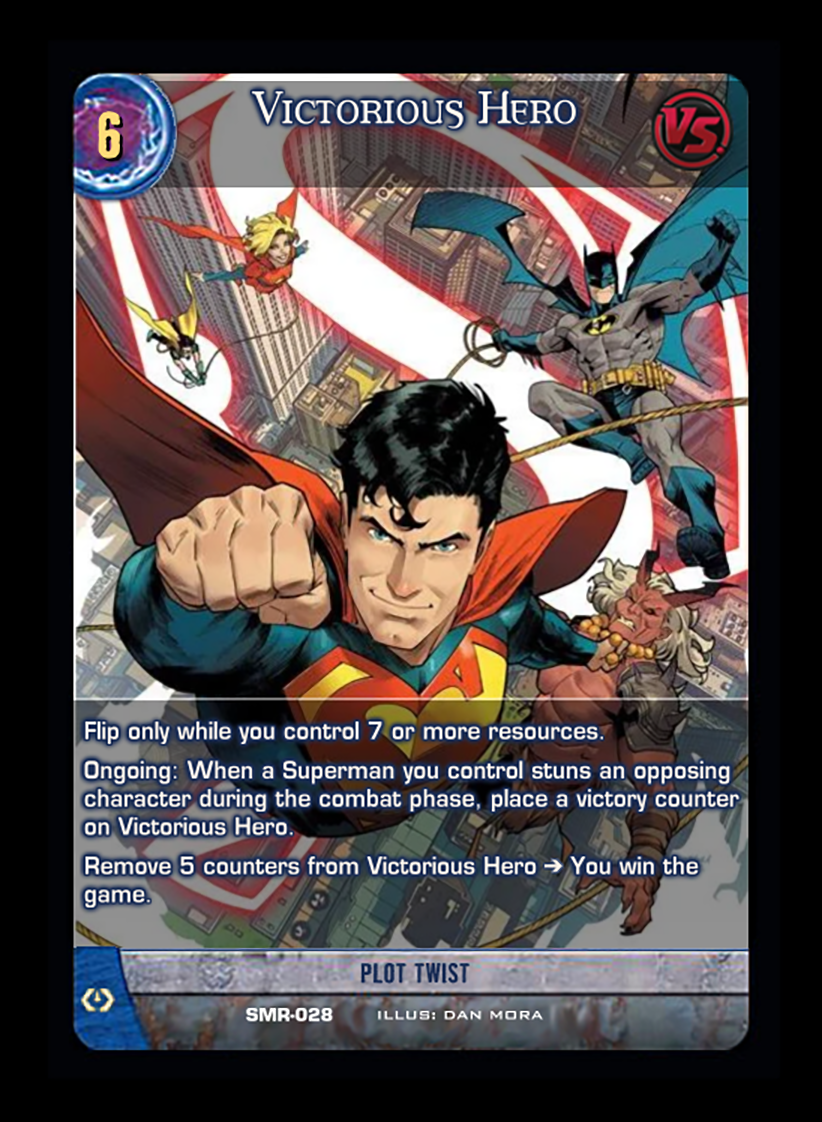 6
Victorious Hero
VS.
Flip only while you control 7 or more resources.
Ongoing: When a Superman you control stuns an opposing
character during the combat phase, place a victory counter
on Victorious Hero.
Remove 5 counters from Victorious Hero ➔ You win the
game.
PLOT TWIST
SMR-028 ILLUS: DAN MORA